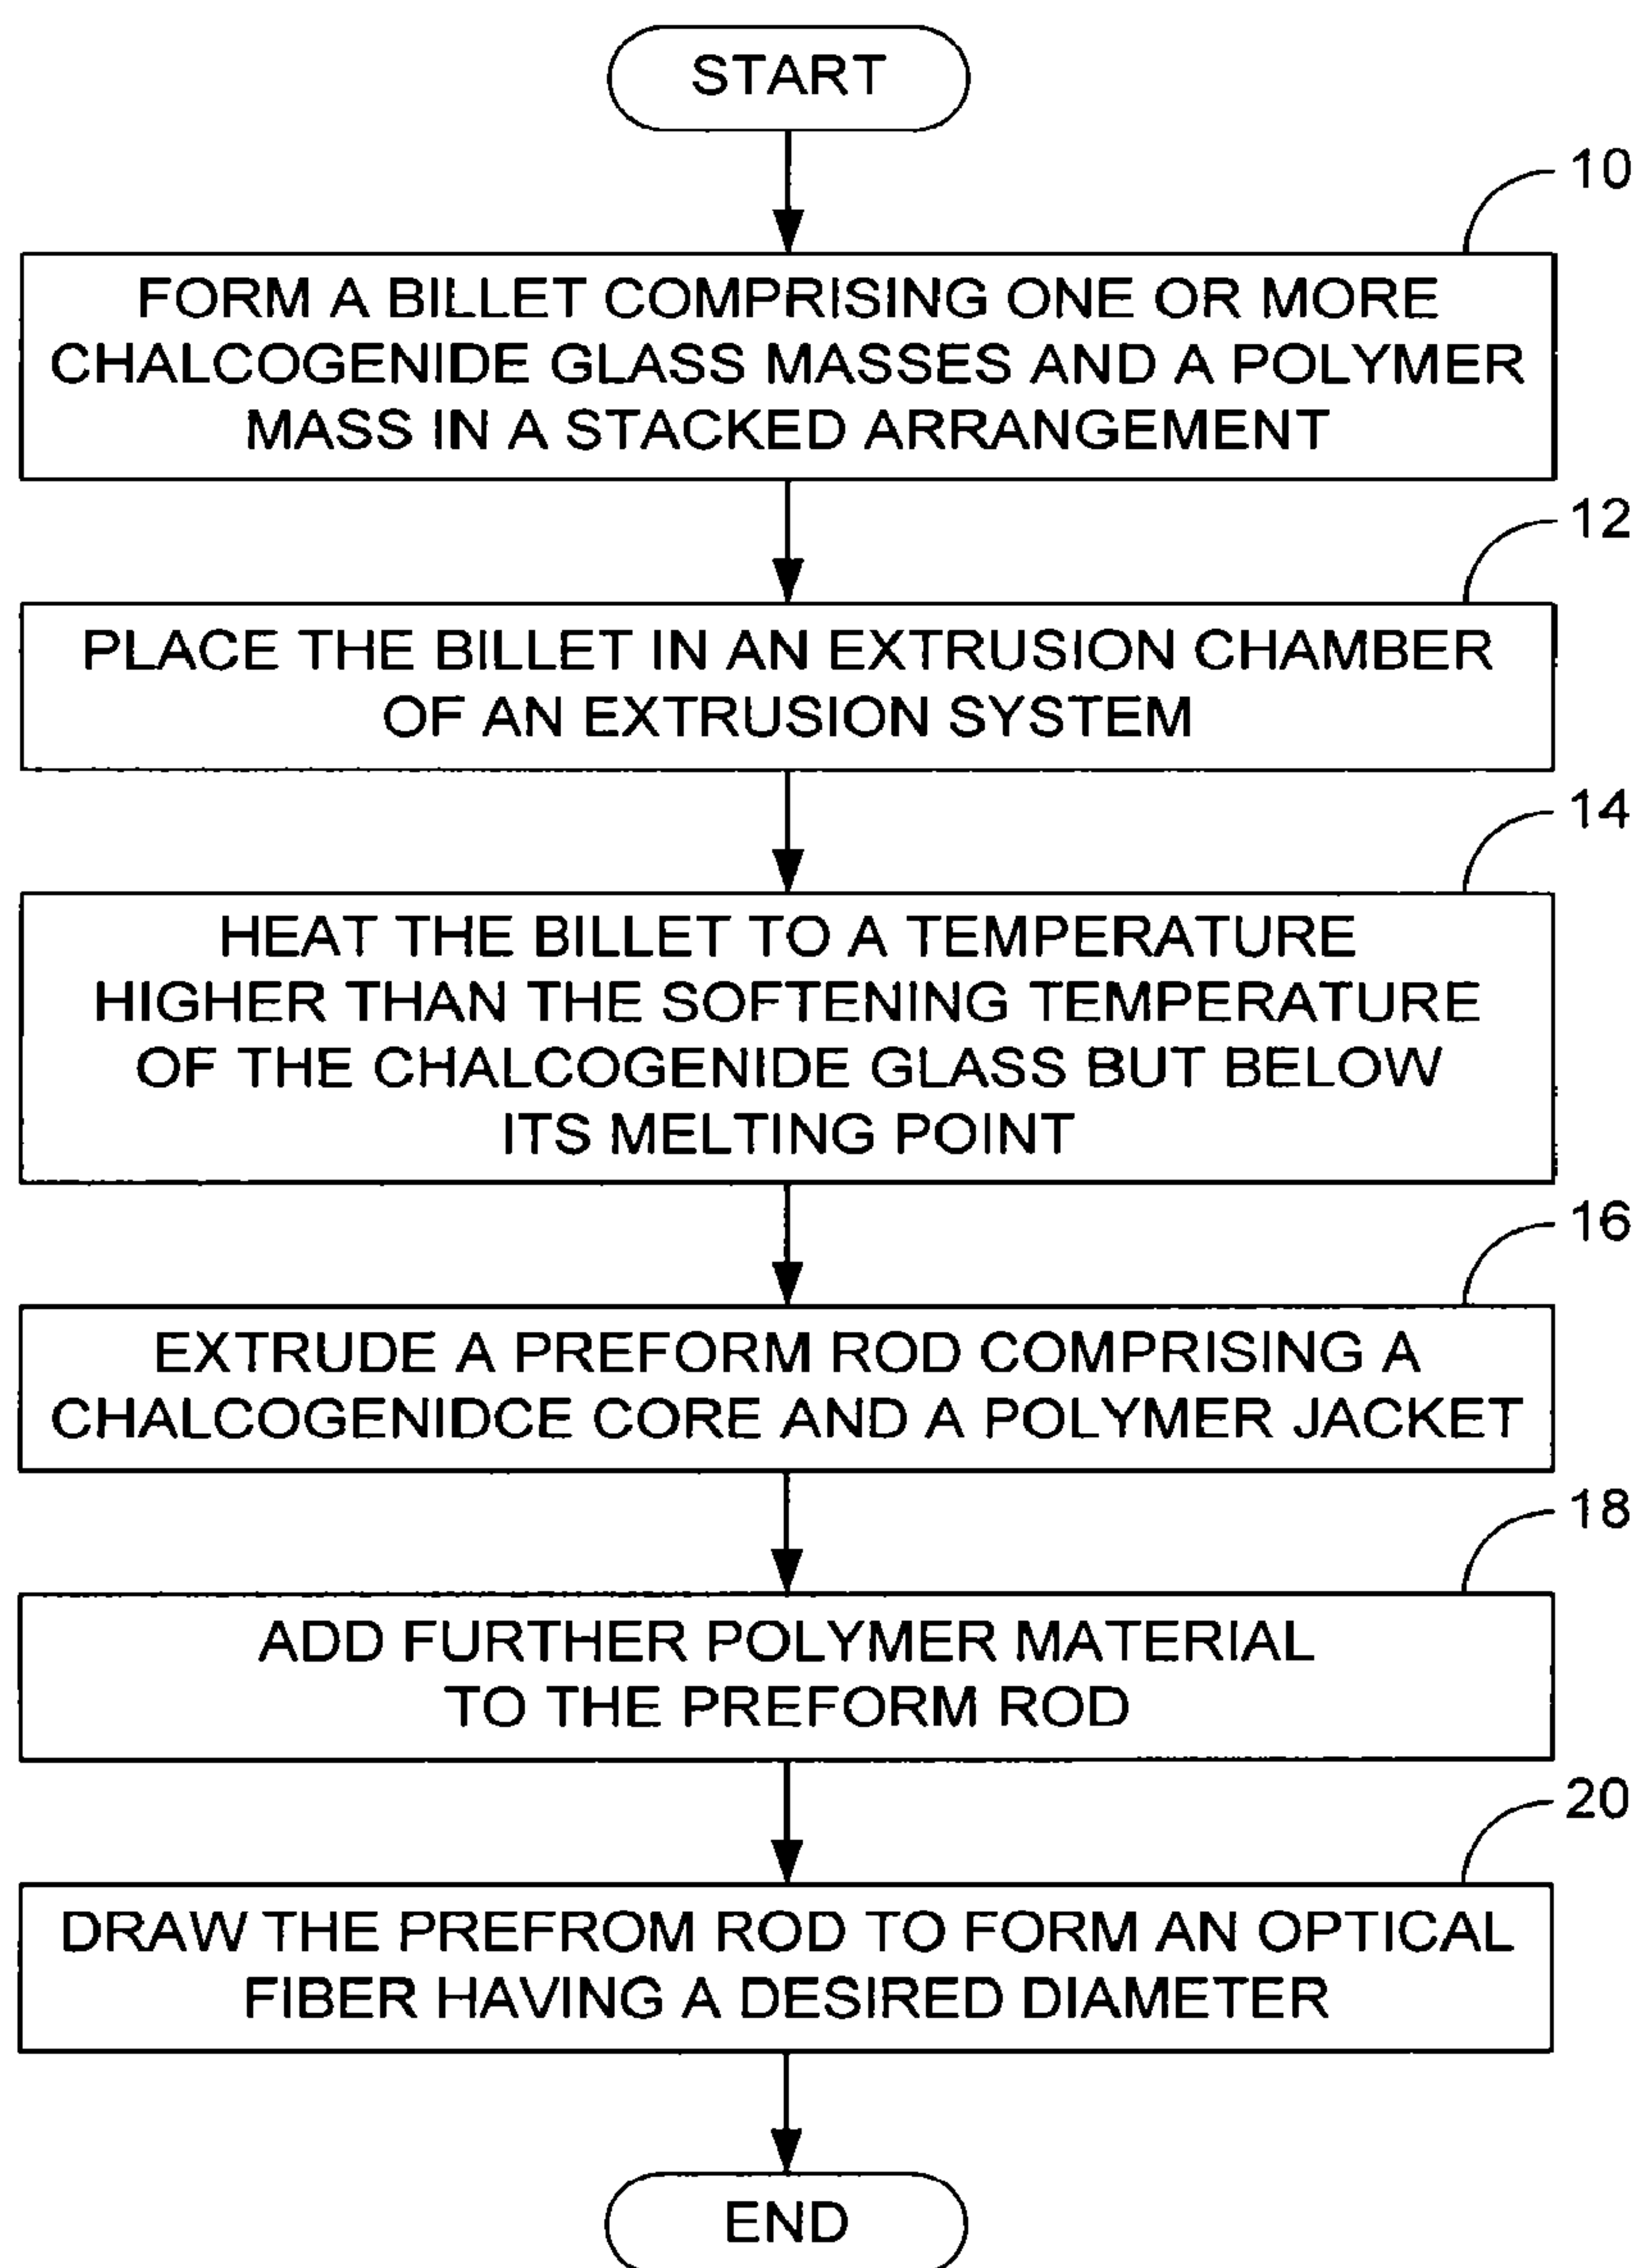 START
10
FORM A BILLET COMPRISING ONE OR MORE
CHALCOGENIDE GLASS MASSES AND A POLYMER
MASS IN A STACKED ARRANGEMENT
12
PLACE THE BILLET IN AN EXTRUSION CHAMBER
OF AN EXTRUSION SYSTEM
14
HEAT THE BILLET TO A TEMPERATURE
HIGHER THAN THE SOFTENING TEMPERATURE
OF THE CHALCOGENIDE GLASS BUT BELOW
ITS MELTING POINT
16
EXTRUDE A PREFORM ROD COMPRISING A
CHALCOGENIDCE CORE AND A POLYMER JACKET
18
ADD FURTHER POLYMER MATERIAL
TO THE PREFORM ROD
20
DRAW THE PREFROM ROD TO FORM AN OPTICAL
FIBER HAVING A DESIRED DIAMETER
END